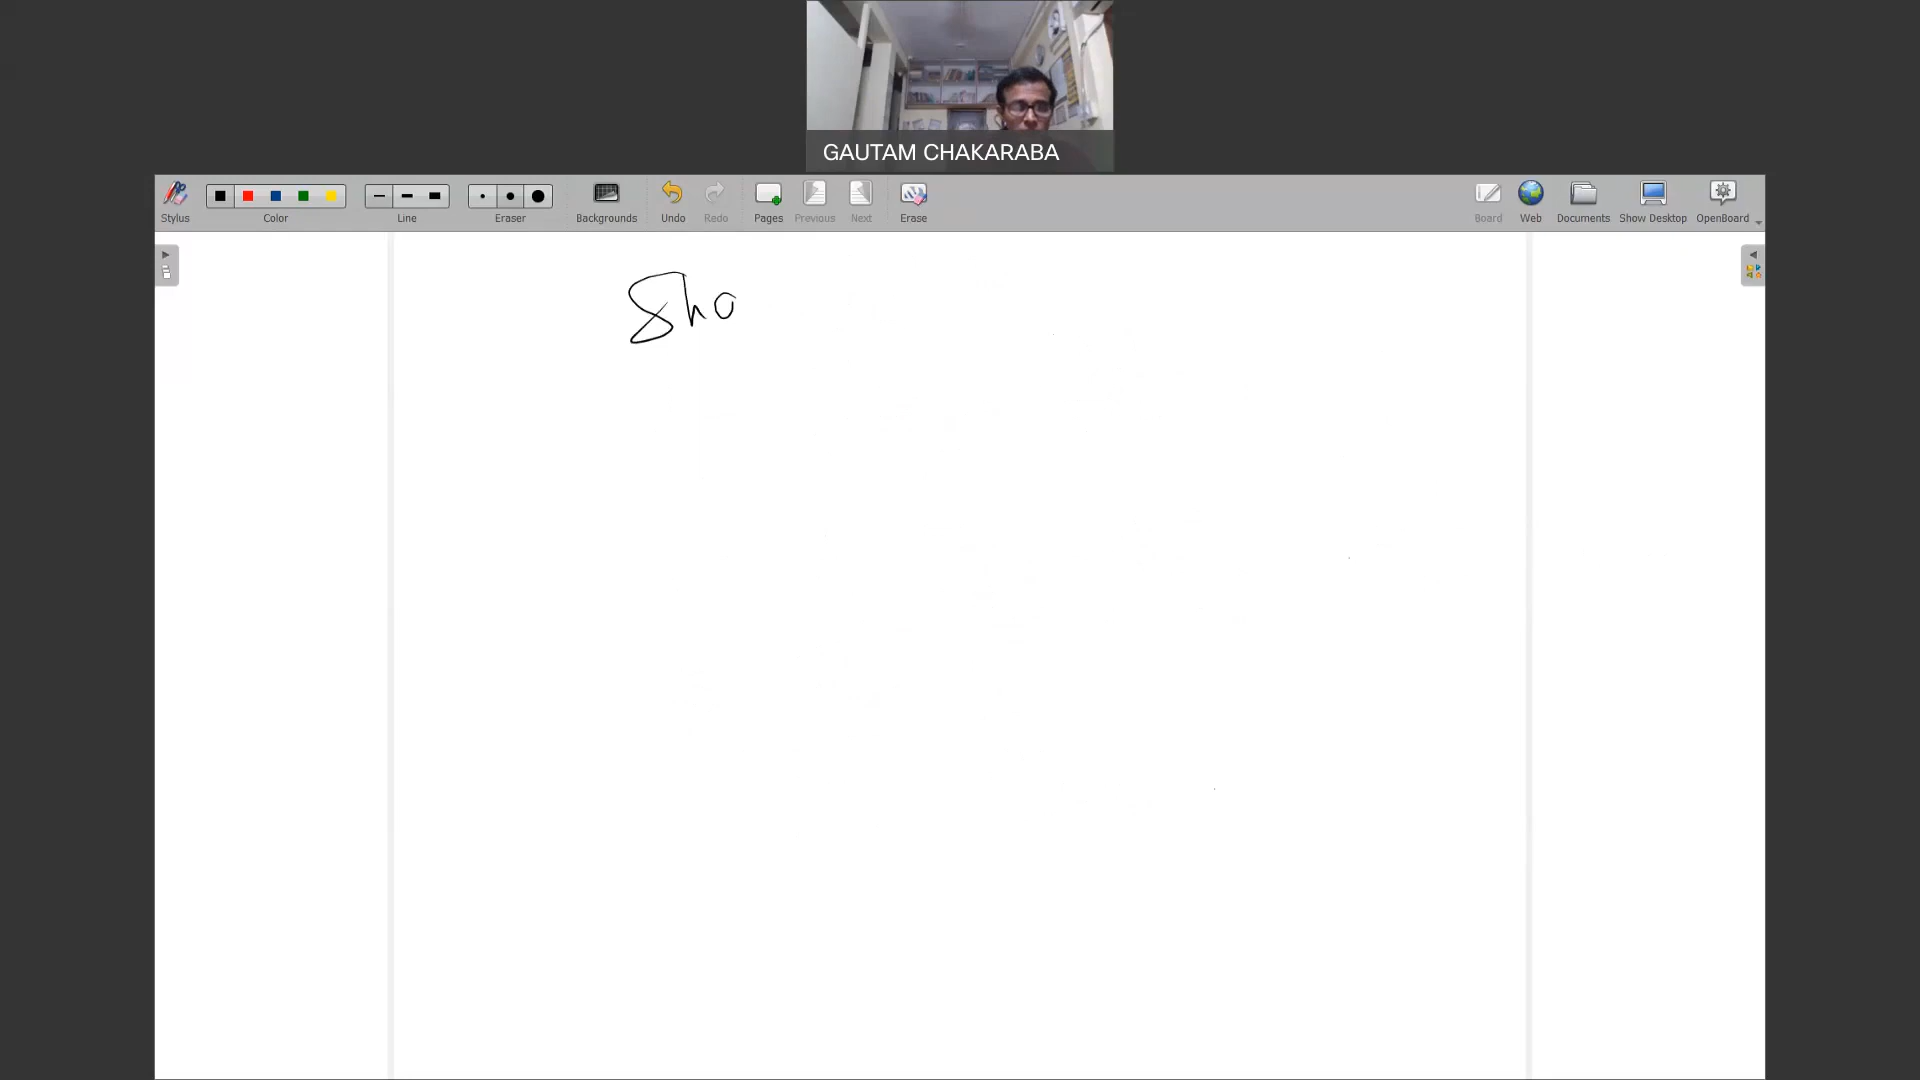 GAUTAM CHAKARABA
Stylus Color Line Eraser Backgrounds Undo Redo Pages Previous Next Erase Board Web Documents Show Desktop OpenBoard
Sho